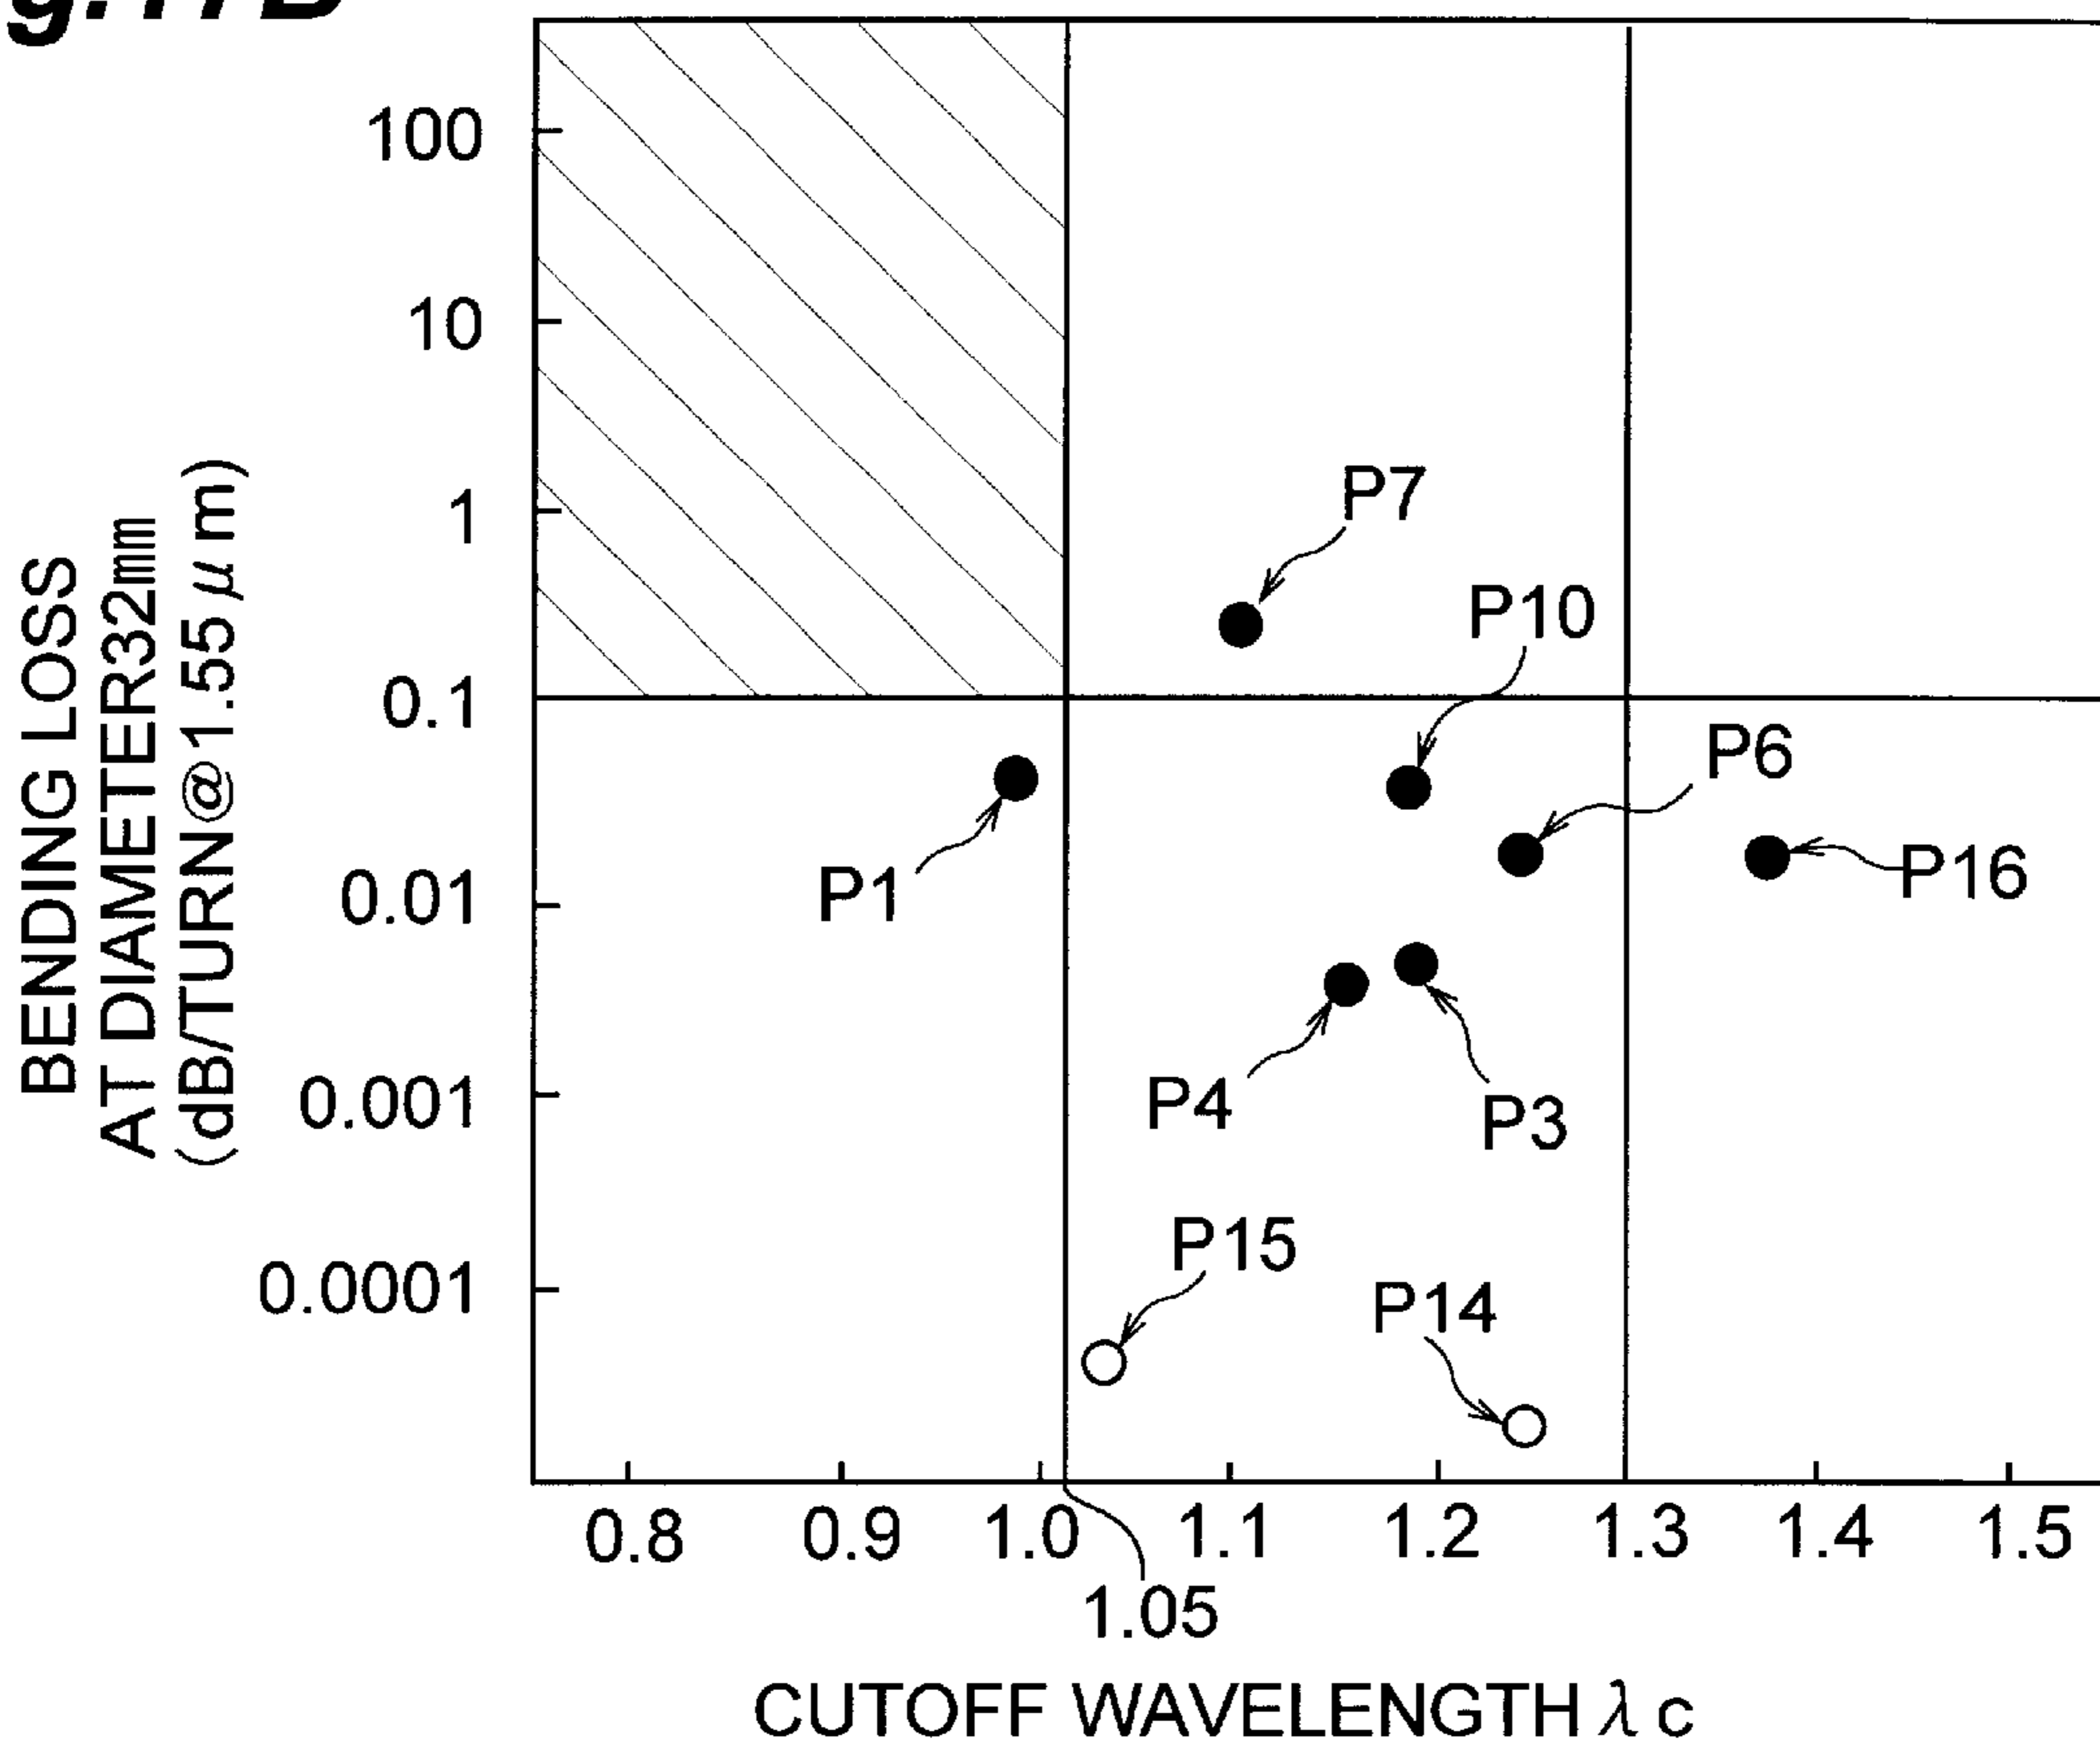 100
10
1
0.1
0.01
0.001
0.0001
BENDING LOSS
AT DIAMETER32mm
(dB/TURN@1.55μm)
P7
P10
P6
P1
P16
P4
P3
P15
P14
0.8 0.9 1.0 1.1 1.2 1.3 1.4 1.5
1.05
CUTOFF WAVELENGTH λc